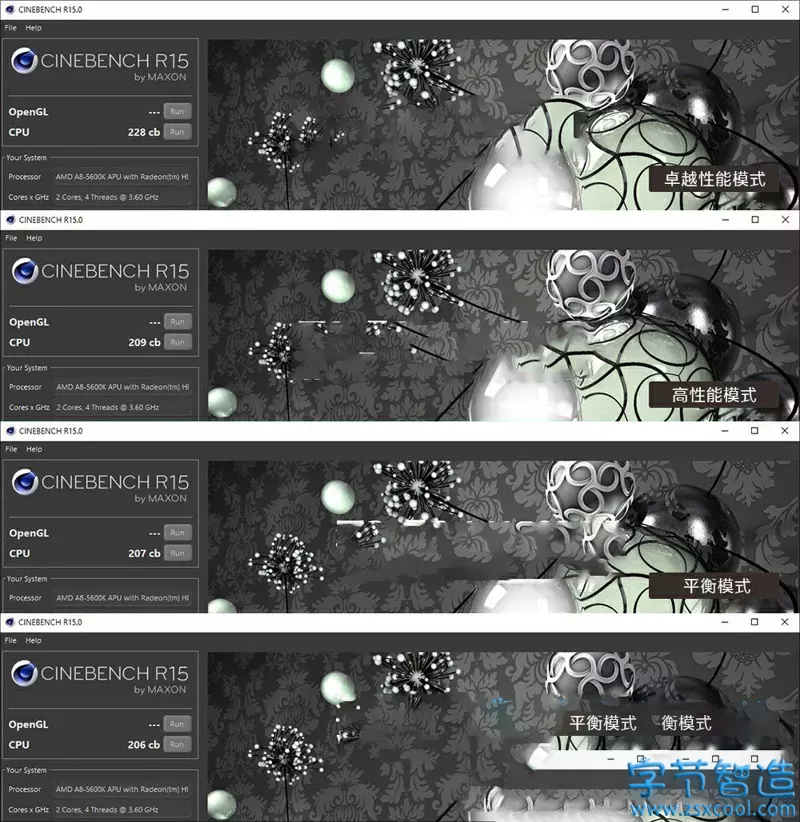 CINEBENCH R15.0
File Help
CINEBENCH R15
by MAXON
OpenGL --- Run
CPU 228 cb Run
Your System
Processor AMD A8-5600K APU with Radeon(tm) HI
Cores x GHz 2 Cores, 4 Threads @ 3.60 GHz
卓越性能模式
CINEBENCH R15.0
File Help
CINEBENCH R15
by MAXON
OpenGL --- Run
CPU 209 cb Run
Your System
Processor AMD A8-5600K APU with Radeon(tm) HI
Cores x GHz 2 Cores, 4 Threads @ 3.60 GHz
高性能模式
CINEBENCH R15.0
File Help
CINEBENCH R15
by MAXON
OpenGL --- Run
CPU 207 cb Run
Your System
Processor AMD A8-5600K APU with Radeon(tm) HI
平衡模式
CINEBENCH R15.0
File Help
CINEBENCH R15
by MAXON
OpenGL --- Run
CPU 206 cb Run
Your System
Processor AMD A8-5600K APU with Radeon(tm) HI
Cores x GHz 2 Cores, 4 Threads @ 3.60 GHz
平衡模式 衡模式
字节智造
www.zsxcool.com